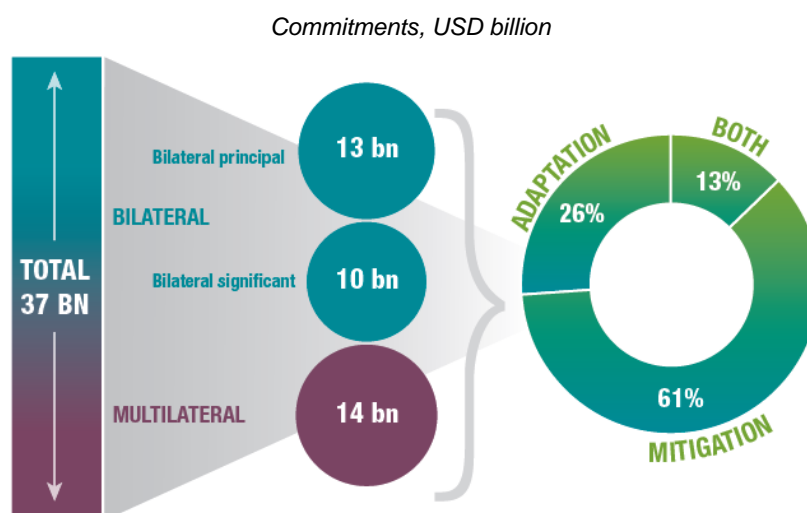 Commitments, USD billion
TOTAL
37 BN
BILATERAL
MULTILATERAL
Bilateral principal
13 bn
Bilateral significant
10 bn
14 bn
ADAPTATION
26%
BOTH
13%
61%
MITIGATION